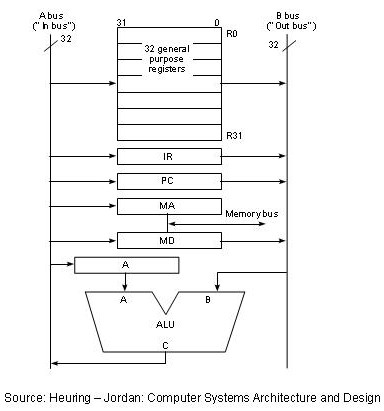 A bus
("In bus")
32
31
0
R0
32 general
purpose
registers
R31
B bus
("Out bus")
32
IR
PC
MA
Memory bus
MD
A
A
B
ALU
C
Source: Heuring – Jordan: Computer Systems Architecture and Design